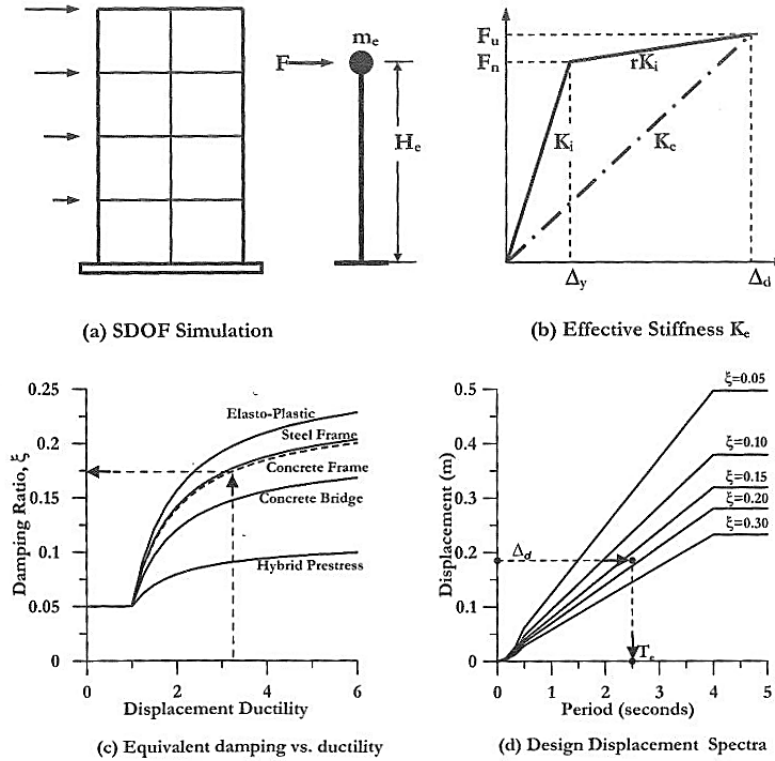 F
mₑ
Hₑ
(a) SDOF Simulation
Fᵤ
Fₙ
rKᵢ
Kᵢ
Kₑ
Δᵧ
Δ_d
(b) Effective Stiffness Kₑ
0.25
0.2
0.15
0.1
0.05
0
Damping Ratio, ξ
Elasto-Plastic
Steel Frame
Concrete Frame
Concrete Bridge
Hybrid Prestress
0 2 4 6
Displacement Ductility
(c) Equivalent damping vs. ductility
0.5
0.4
0.3
0.2
0.1
0
Displacement (m)
ξ=0.05
ξ=0.10
ξ=0.15
ξ=0.20
ξ=0.30
Δ_d
Tₑ
0 1 2 3 4 5
Period (seconds)
(d) Design Displacement Spectra